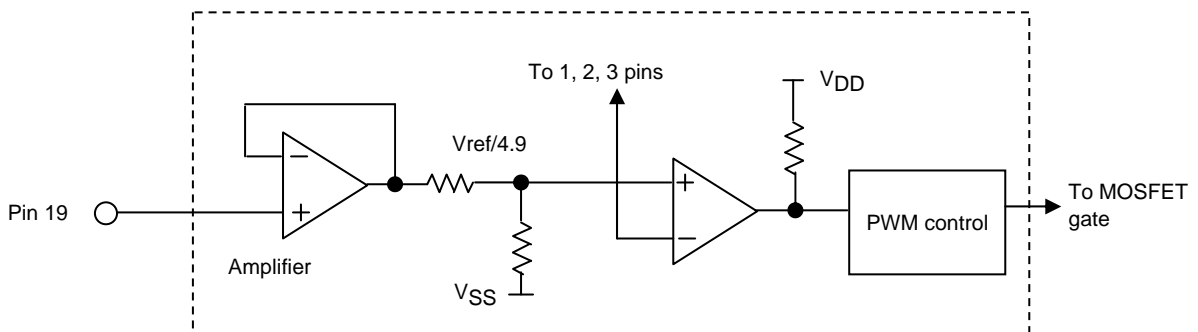 To 1, 2, 3 pins
VDD
Vref/4.9
−
+
+
−
Pin 19
Amplifier
VSS
PWM control
To MOSFET
gate